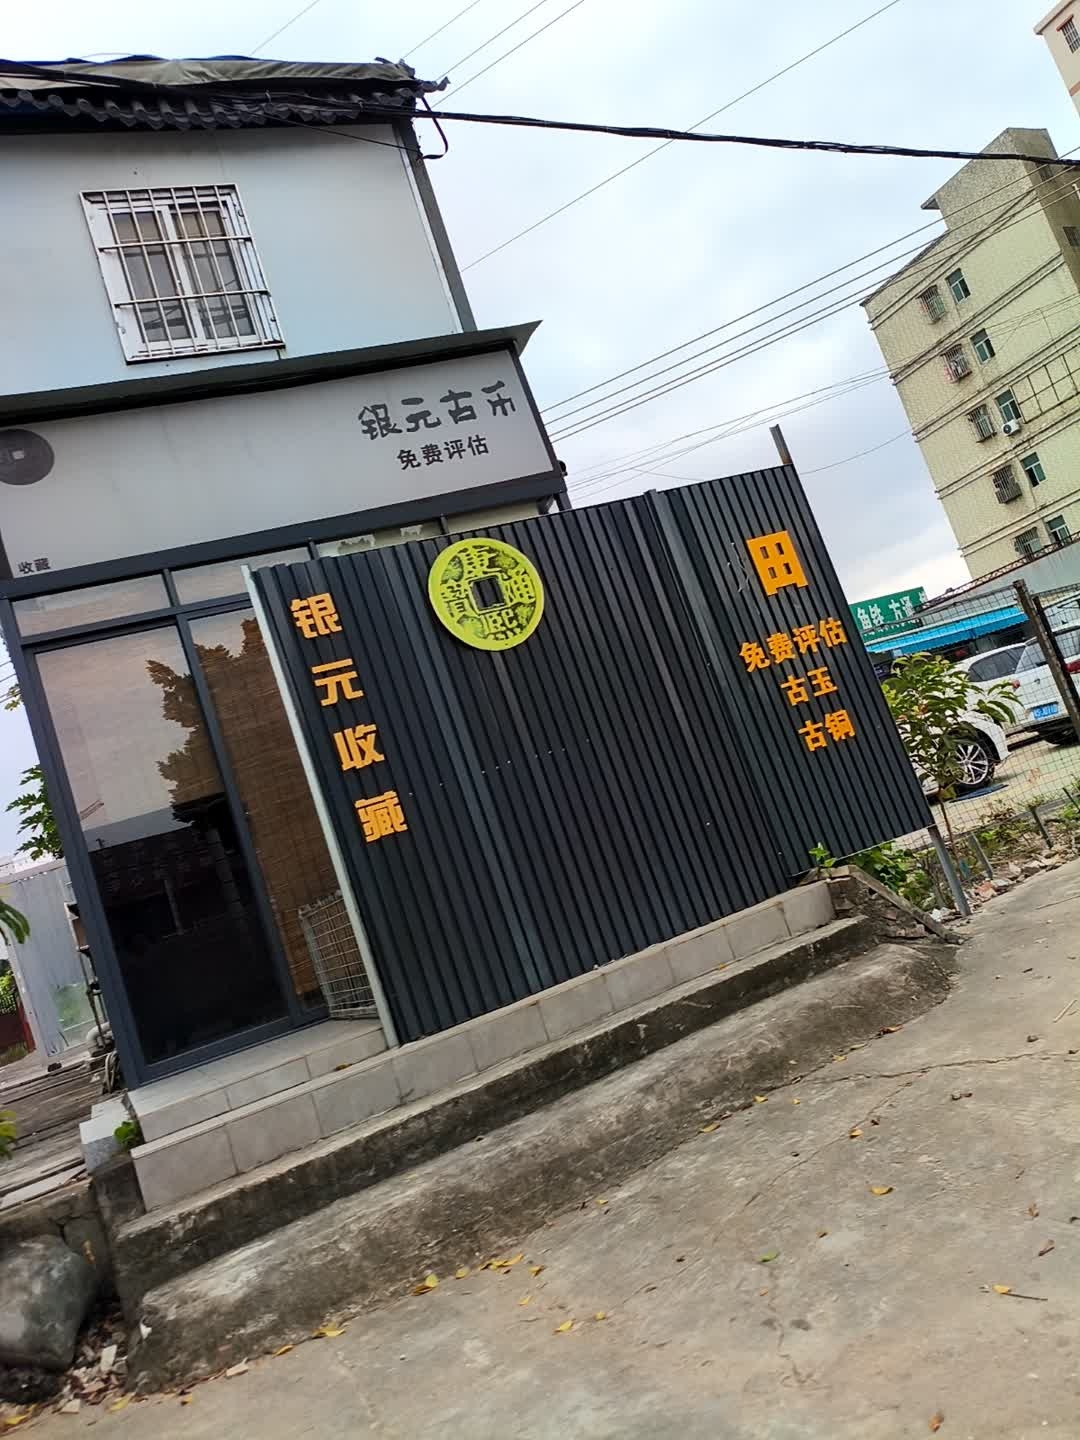 银元古币
免费评估
收藏
银元收藏
康熙通寳
田
免费评估
古玉
古铜